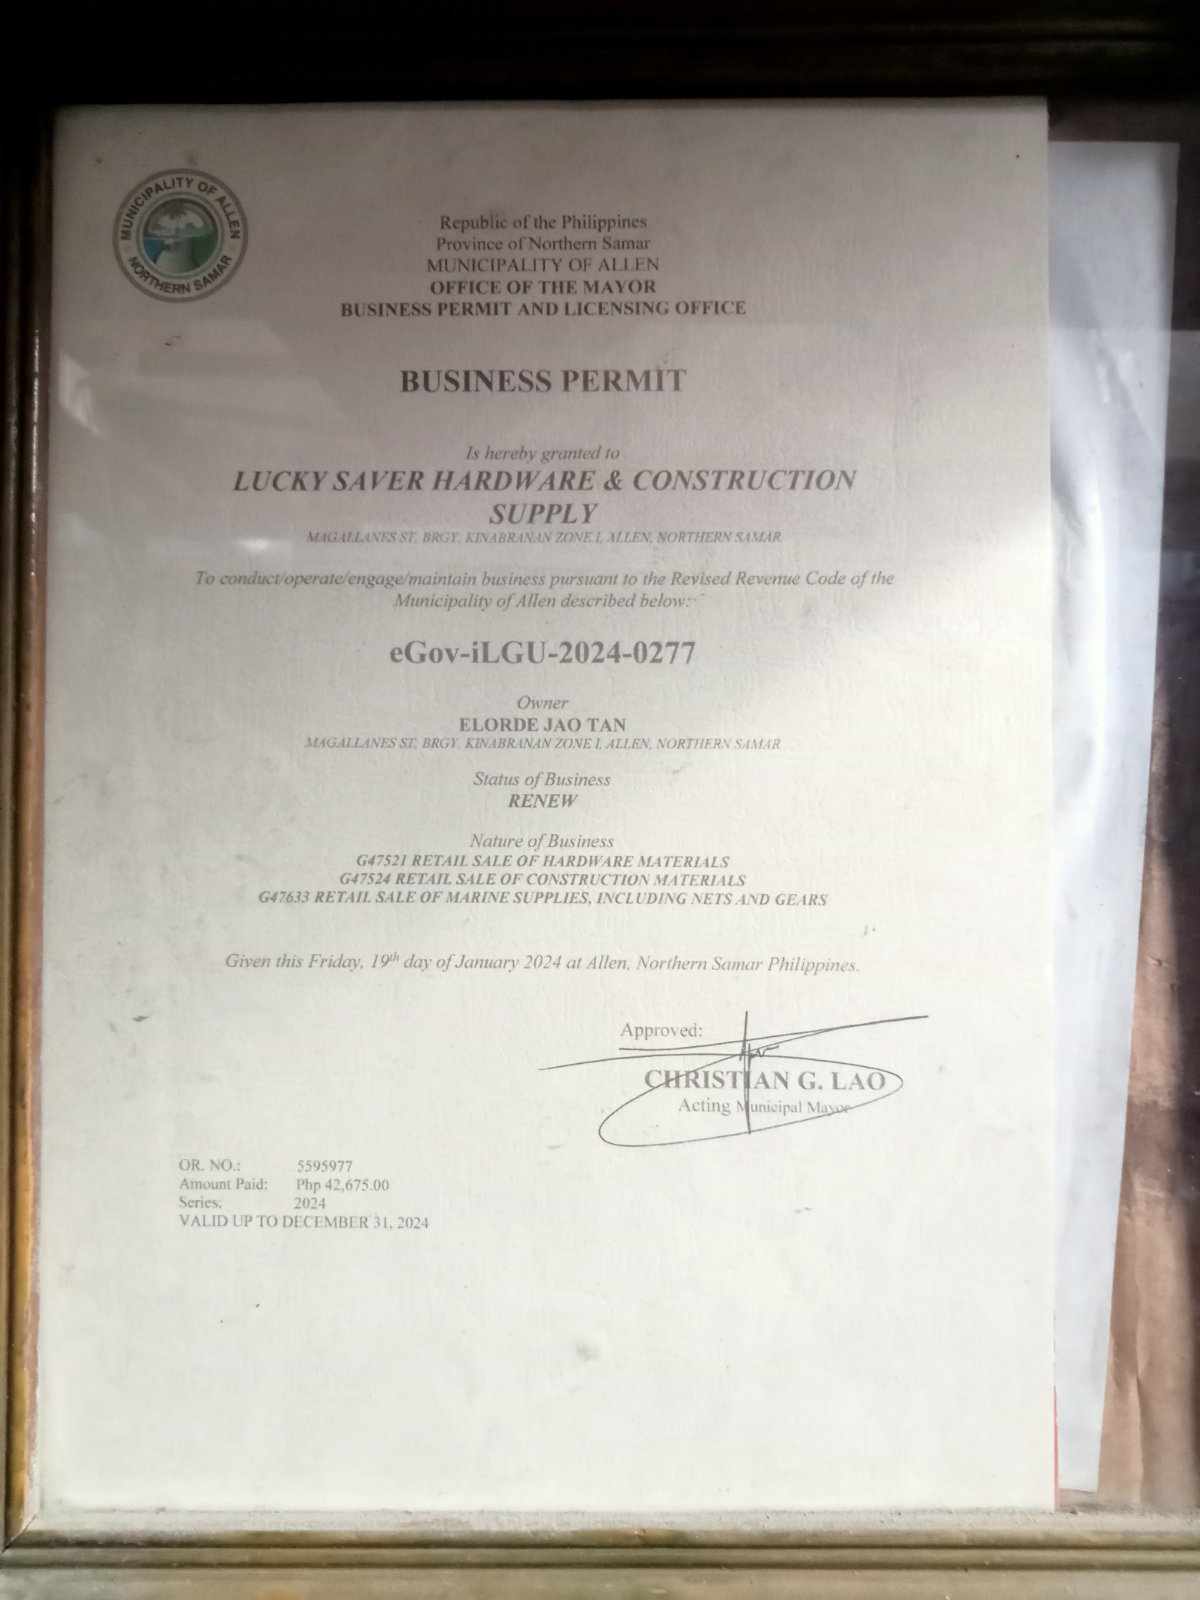 MUNICIPALITY OF ALLEN
NORTHERN SAMAR
Republic of the Philippines
Province of Northern Samar
MUNICIPALITY OF ALLEN
OFFICE OF THE MAYOR
BUSINESS PERMIT AND LICENSING OFFICE
BUSINESS PERMIT
Is hereby granted to
LUCKY SAVER HARDWARE & CONSTRUCTION
SUPPLY
MAGALLANES ST, BRGY. KINABRANAN ZONE I, ALLEN, NORTHERN SAMAR
To conduct/operate/engage/maintain business pursuant to the Revised Revenue Code of the
Municipality of Allen described below:
eGov-iLGU-2024-0277
Owner
ELORDE JAO TAN
MAGALLANES ST, BRGY. KINABRANAN ZONE I, ALLEN, NORTHERN SAMAR
Status of Business
RENEW
Nature of Business
G47521 RETAIL SALE OF HARDWARE MATERIALS
G47524 RETAIL SALE OF CONSTRUCTION MATERIALS
G47633 RETAIL SALE OF MARINE SUPPLIES, INCLUDING NETS AND GEARS
Given this Friday, 19th day of January 2024 at Allen, Northern Samar Philippines.
Approved:
CHRISTIAN G. LAO
Acting Municipal Mayor
OR. NO.: 5595977
Amount Paid: Php 42,675.00
Series: 2024
VALID UP TO DECEMBER 31, 2024